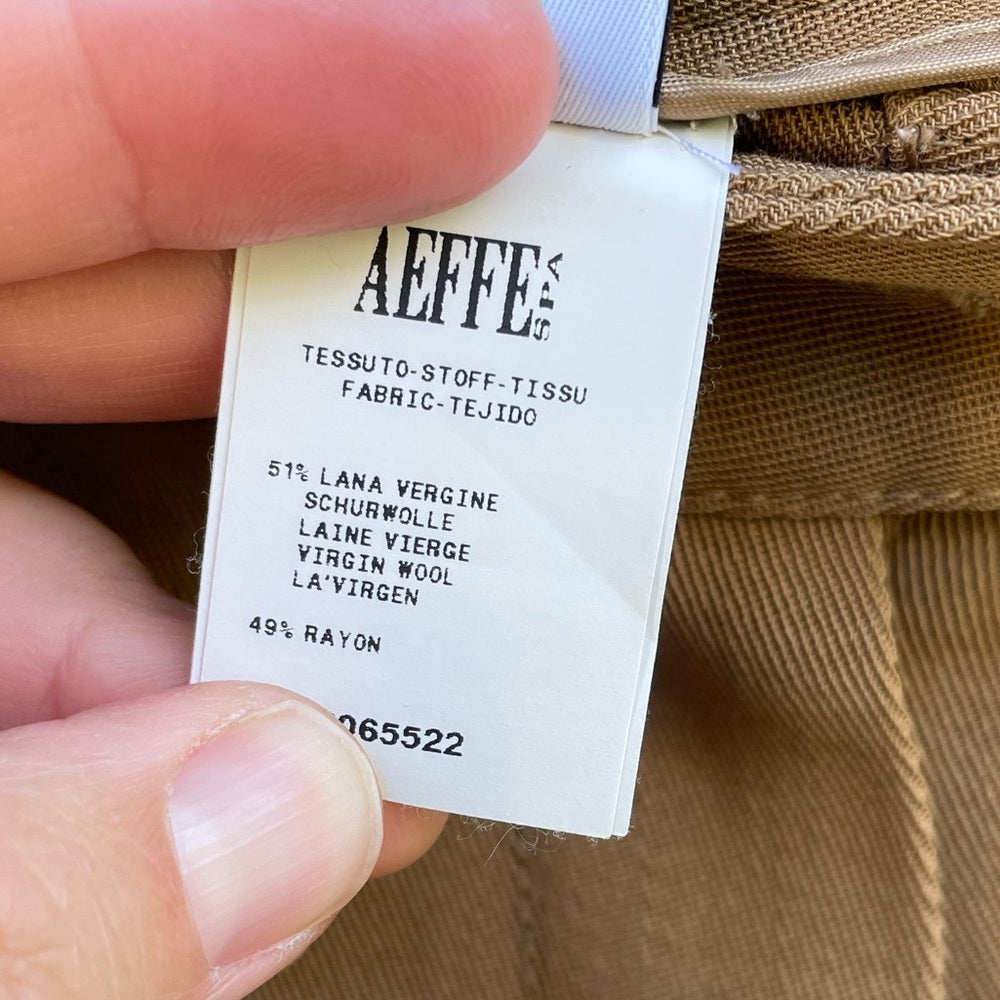 AEFFE SPA
TESSUTO-STOFF-TISSU
FABRIC-TEJIDO
51% LANA VERGINE
SCHURWOLLE
LAINE VIERGE
VIRGIN WOOL
LA'VIRGEN
49% RAYON
065522